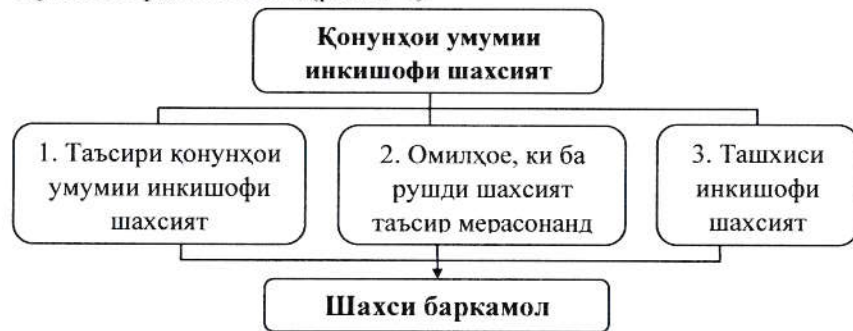 Қонунҳои умумии
инкишофи шахсият
1. Таъсири қонунҳои
умумии инкишофи
шахсият
2. Омилҳое, ки ба
рушди шахсият
таъсир мерасонанд
3. Ташхиси
инкишофи
шахсият
Шахси баркамол